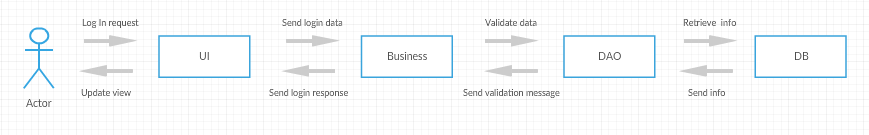 Log In request
Send login data
Validate data
Retrieve info
UI
Business
DAO
DB
Update view
Send login response
Send validation message
Send info
Actor